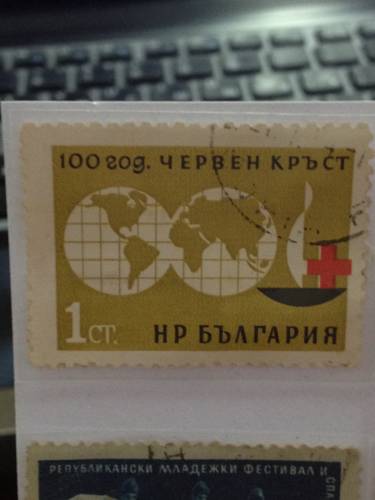 100 год. ЧЕРВЕН КРЪСТ
1 СТ.
НР БЪЛГАРИЯ
РЕПУБЛИКАНСКИ МЛАДЕЖКИ ФЕСТИВАЛ И